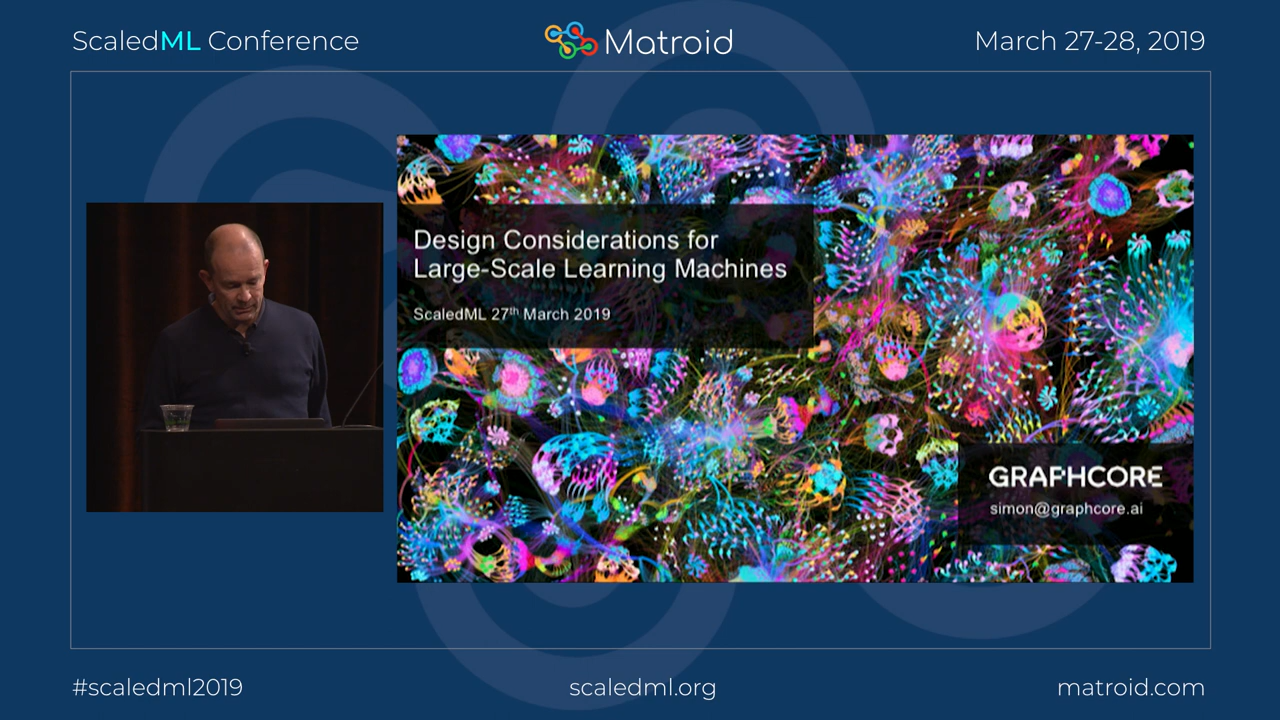 ScaledML Conference
Matroid
March 27-28, 2019
Design Considerations for
Large-Scale Learning Machines
ScaledML 27th March 2019
GRAPHCORE
simon@graphcore.ai
#scaledml2019
scaledml.org
matroid.com